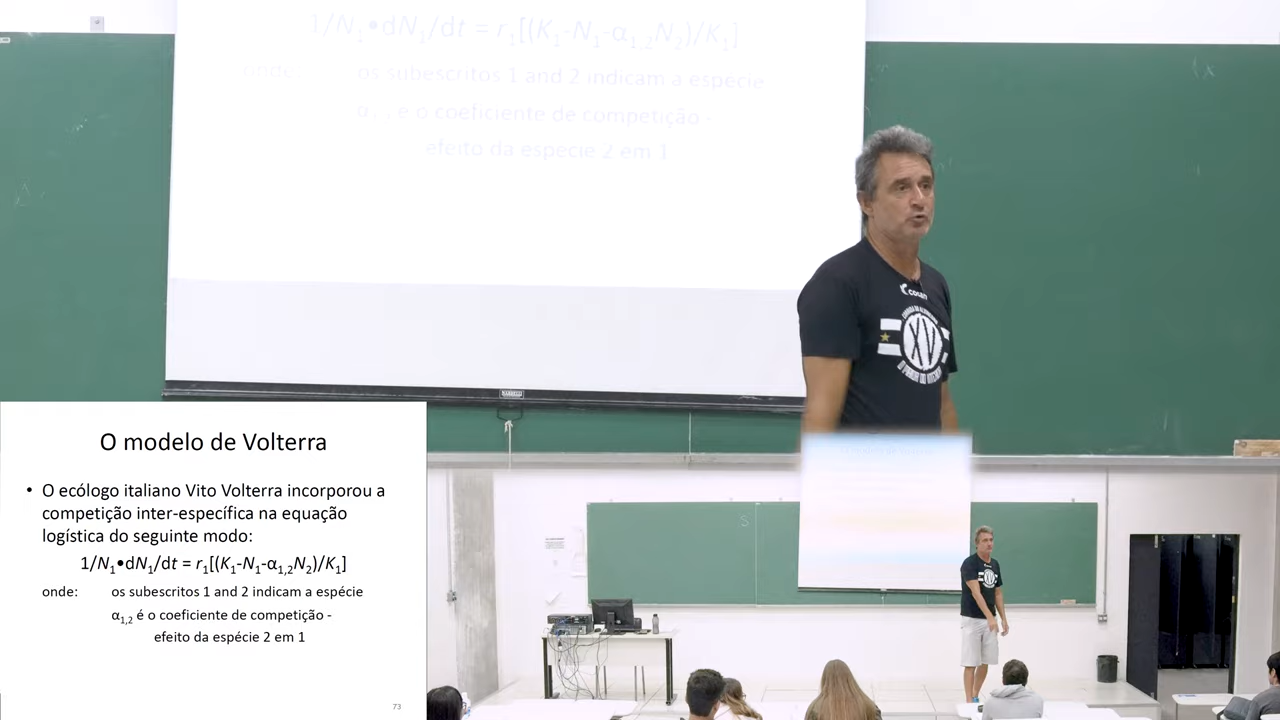 1/N₁•dN₁/dt = r₁[(K₁-N₁-α₁,₂N₂)/K₁]
onde: os subescritos 1 and 2 indicam a espécie
é o coeficiente de competição -
efeito da espécie 2 em 1
XV
O modelo de Volterra
• O ecólogo italiano Vito Volterra incorporou a
competição inter-específica na equação
logística do seguinte modo:
1/N₁•dN₁/dt = r₁[(K₁-N₁-α₁,₂N₂)/K₁]
onde: os subescritos 1 and 2 indicam a espécie
α₁,₂ é o coeficiente de competição -
efeito da espécie 2 em 1
73